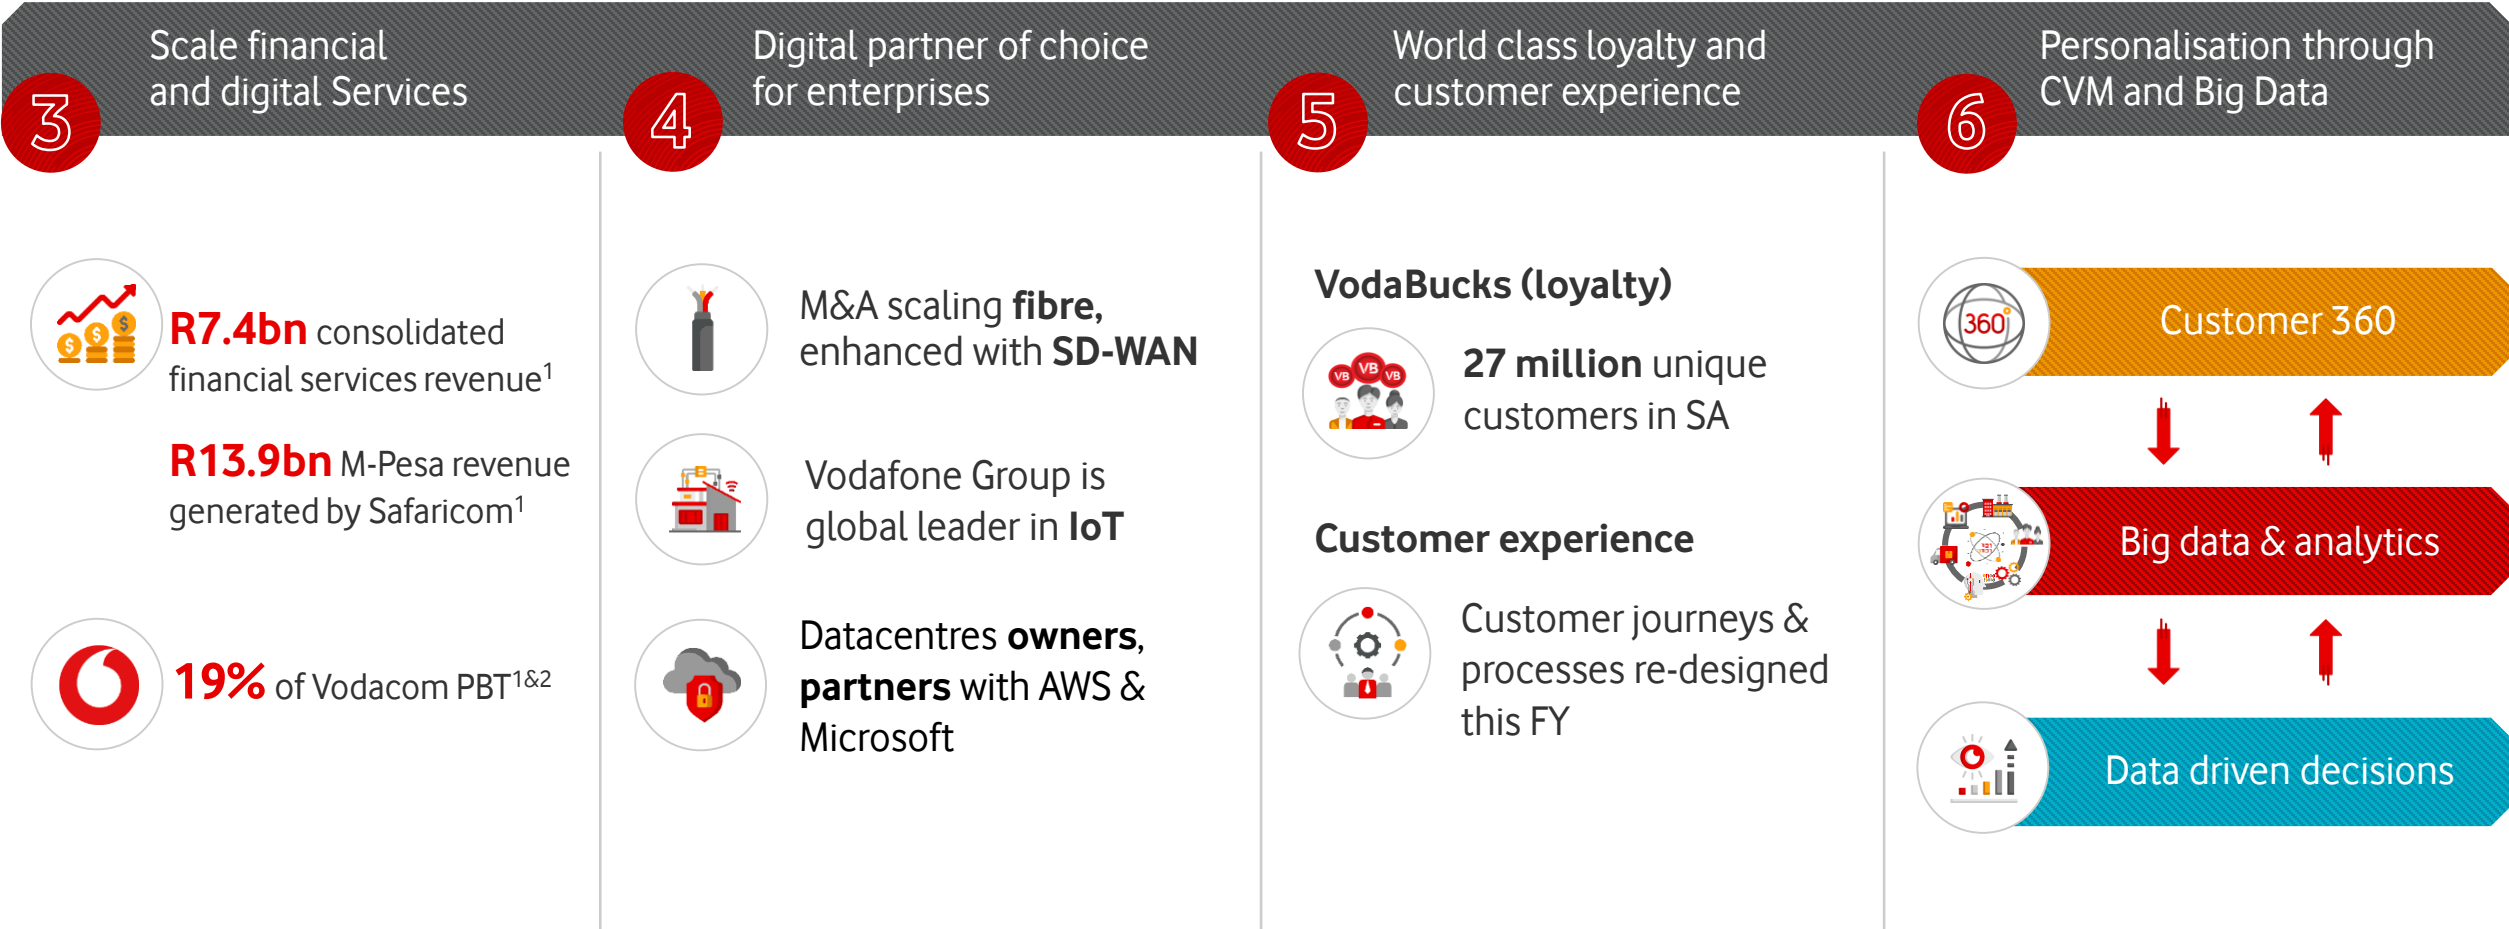 3
Scale financial
and digital Services
R7.4bn consolidated
financial services revenue1
R13.9bn M-Pesa revenue
generated by Safaricom1
19% of Vodacom PBT1&2
4
Digital partner of choice
for enterprises
M&A scaling fibre,
enhanced with SD-WAN
Vodafone Group is
global leader in IoT
Datacentres owners,
partners with AWS &
Microsoft
5
World class loyalty and
customer experience
VodaBucks (loyalty)
VB VB VB
27 million unique
customers in SA
Customer experience
Customer journeys &
processes re-designed
this FY
6
Personalisation through
CVM and Big Data
360°
Customer 360
Big data & analytics
Data driven decisions